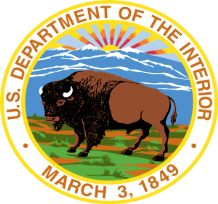 U.S. DEPARTMENT OF THE INTERIOR
MARCH 3, 1849